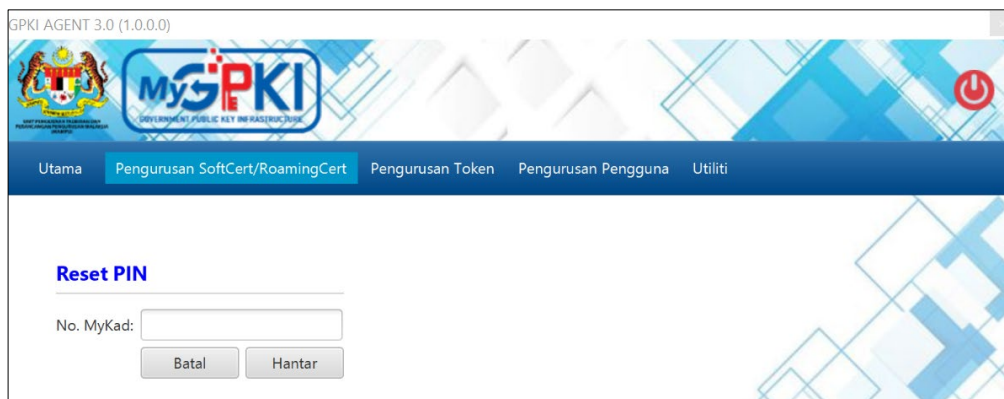 GPKI AGENT 3.0 (1.0.0.0)
MyGPKI
GOVERNMENT PUBLIC KEY INFRASTRUCTURE
Utama Pengurusan SoftCert/RoamingCert Pengurusan Token Pengurusan Pengguna Utiliti
Reset PIN
No. MyKad:
Batal Hantar